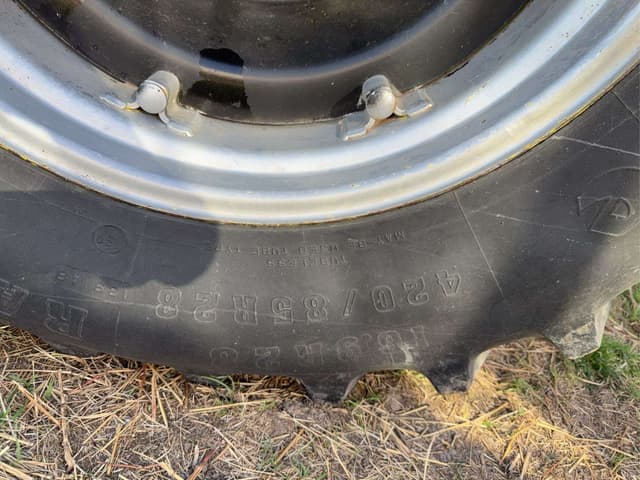 16.9R28
420/85R28
TUBELESS
MAY BE USED TUBE TYPE